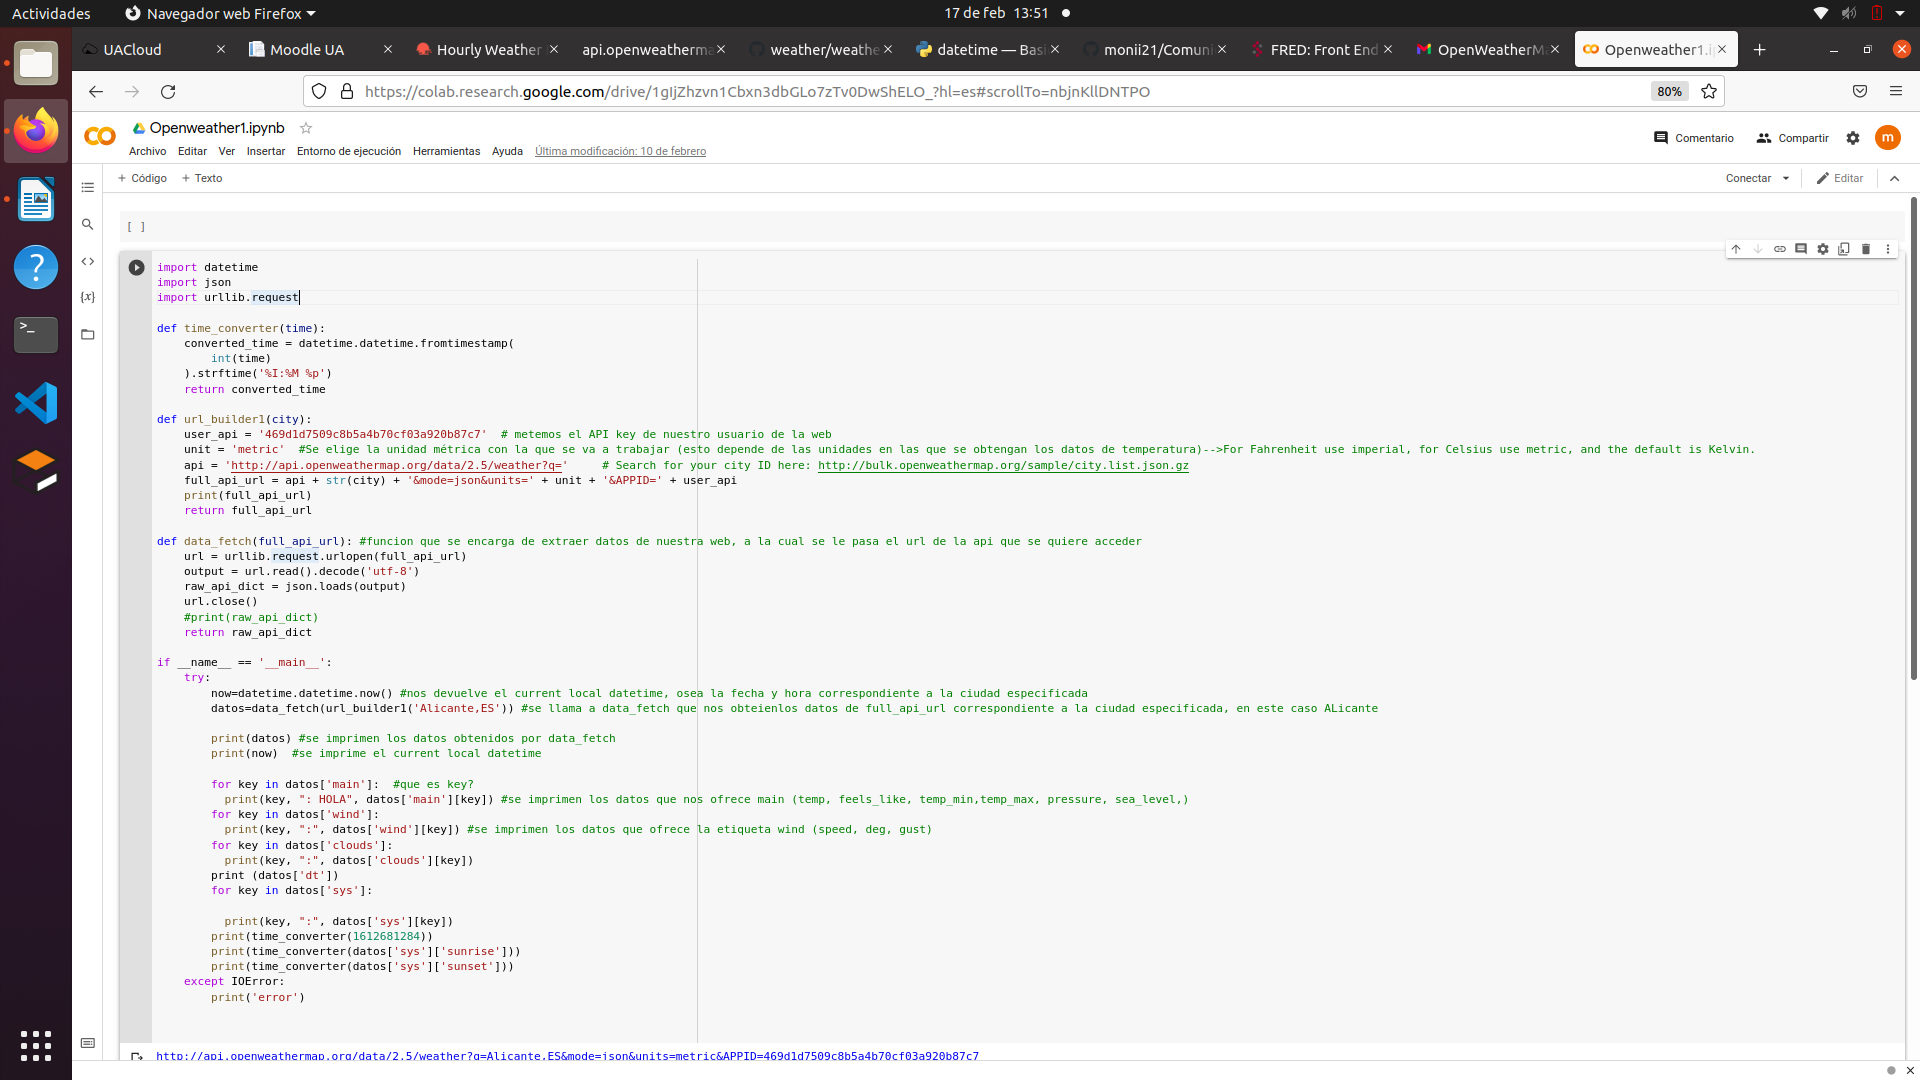 Actividades
Navegador web Firefox
17 de feb 13:51
UACloud
Moodle UA
Hourly Weather
api.openweatherma
weather/weathe
datetime — Basi
monii21/Comuni
FRED: Front End
OpenWeatherM
Openweather1.ip
https://colab.research.google.com/drive/1gIjZhzvn1Cbxn3dbGLo7zTv0DwShELO_?hl=es#scrollTo=nbjnKllDNTPO
80%
Openweather1.ipynb
Comentario
Compartir
m
Archivo Editar Ver Insertar Entorno de ejecución Herramientas Ayuda Última modificación: 10 de febrero
+ Código + Texto
Conectar
Editar
[ ]
import datetime
import json
import urllib.request
def time_converter(time):
converted_time = datetime.datetime.fromtimestamp(
int(time)
).strftime('%I:%M %p')
return converted_time
def url_builder1(city):
user_api = '469d1d7509c8b5a4b70cf03a920b87c7' # metemos el API key de nuestro usuario de la web
unit = 'metric' #Se elige la unidad métrica con la que se va a trabajar (esto depende de las unidades en las que se obtengan los datos de temperatura)-->For Fahrenheit use imperial, for Celsius use metric, and the default is Kelvin.
api = 'http://api.openweathermap.org/data/2.5/weather?q=' # Search for your city ID here: http://bulk.openweathermap.org/sample/city.list.json.gz
full_api_url = api + str(city) + '&mode=json&units=' + unit + '&APPID=' + user_api
print(full_api_url)
return full_api_url
def data_fetch(full_api_url): #funcion que se encarga de extraer datos de nuestra web, a la cual se le pasa el url de la api que se quiere acceder
url = urllib.request.urlopen(full_api_url)
output = url.read().decode('utf-8')
raw_api_dict = json.loads(output)
url.close()
#print(raw_api_dict)
return raw_api_dict
if __name__ == '__main__':
try:
now=datetime.datetime.now() #nos devuelve el current local datetime, osea la fecha y hora correspondiente a la ciudad especificada
datos=data_fetch(url_builder1('Alicante,ES')) #se llama a data_fetch que nos obteienlos datos de full_api_url correspondiente a la ciudad especificada, en este caso ALicante
print(datos) #se imprimen los datos obtenidos por data_fetch
print(now) #se imprime el current local datetime
for key in datos['main']: #que es key?
print(key, ": HOLA", datos['main'][key]) #se imprimen los datos que nos ofrece main (temp, feels_like, temp_min,temp_max, pressure, sea_level,)
for key in datos['wind']:
print(key, ":", datos['wind'][key]) #se imprimen los datos que ofrece la etiqueta wind (speed, deg, gust)
for key in datos['clouds']:
print(key, ":", datos['clouds'][key])
print (datos['dt'])
for key in datos['sys']:
print(key, ":", datos['sys'][key])
print(time_converter(1612681284))
print(time_converter(datos['sys']['sunrise']))
print(time_converter(datos['sys']['sunset']))
except IOError:
print('error')
http://api.openweathermap.org/data/2.5/weather?q=Alicante,ES&mode=json&units=metric&APPID=469d1d7509c8b5a4b70cf03a920b87c7